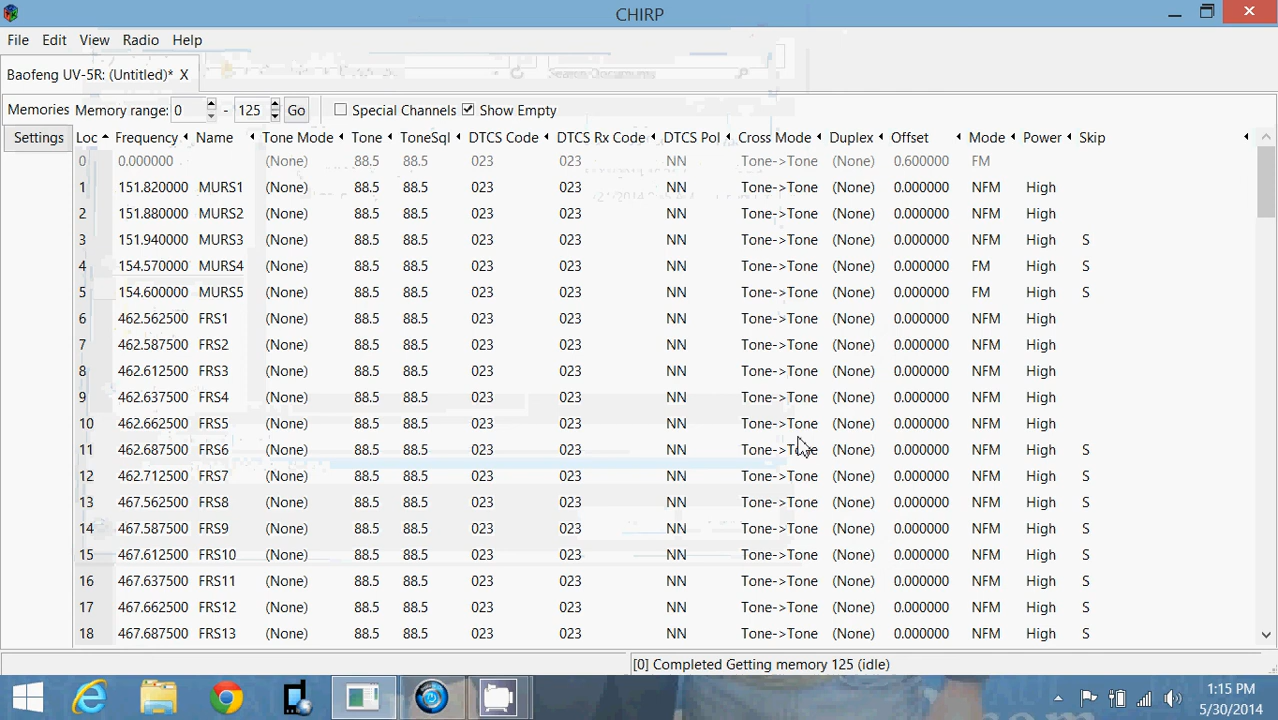 CHIRP
File Edit View Radio Help
Baofeng UV-5R: (Untitled)* X
Memories Memory range: 0 - 125 Go Special Channels Show Empty
Settings Loc Frequency Name Tone Mode Tone ToneSql DTCS Code DTCS Rx Code DTCS Pol Cross Mode Duplex Offset Mode Power Skip
0 0.000000 (None) 88.5 88.5 023 023 NN Tone->Tone (None) 0.600000 FM
1 151.820000 MURS1 (None) 88.5 88.5 023 023 NN Tone->Tone (None) 0.000000 NFM High
2 151.880000 MURS2 (None) 88.5 88.5 023 023 NN Tone->Tone (None) 0.000000 NFM High
3 151.940000 MURS3 (None) 88.5 88.5 023 023 NN Tone->Tone (None) 0.000000 NFM High S
4 154.570000 MURS4 (None) 88.5 88.5 023 023 NN Tone->Tone (None) 0.000000 FM High S
5 154.600000 MURS5 (None) 88.5 88.5 023 023 NN Tone->Tone (None) 0.000000 FM High S
6 462.562500 FRS1 (None) 88.5 88.5 023 023 NN Tone->Tone (None) 0.000000 NFM High
7 462.587500 FRS2 (None) 88.5 88.5 023 023 NN Tone->Tone (None) 0.000000 NFM High
8 462.612500 FRS3 (None) 88.5 88.5 023 023 NN Tone->Tone (None) 0.000000 NFM High
9 462.637500 FRS4 (None) 88.5 88.5 023 023 NN Tone->Tone (None) 0.000000 NFM High
10 462.662500 FRS5 (None) 88.5 88.5 023 023 NN Tone->Tone (None) 0.000000 NFM High
11 462.687500 FRS6 (None) 88.5 88.5 023 023 NN Tone->Tone (None) 0.000000 NFM High S
12 462.712500 FRS7 (None) 88.5 88.5 023 023 NN Tone->Tone (None) 0.000000 NFM High S
13 467.562500 FRS8 (None) 88.5 88.5 023 023 NN Tone->Tone (None) 0.000000 NFM High S
14 467.587500 FRS9 (None) 88.5 88.5 023 023 NN Tone->Tone (None) 0.000000 NFM High S
15 467.612500 FRS10 (None) 88.5 88.5 023 023 NN Tone->Tone (None) 0.000000 NFM High S
16 467.637500 FRS11 (None) 88.5 88.5 023 023 NN Tone->Tone (None) 0.000000 NFM High S
17 467.662500 FRS12 (None) 88.5 88.5 023 023 NN Tone->Tone (None) 0.000000 NFM High S
18 467.687500 FRS13 (None) 88.5 88.5 023 023 NN Tone->Tone (None) 0.000000 NFM High S
[0] Completed Getting memory 125 (idle)
1:15 PM
5/30/2014